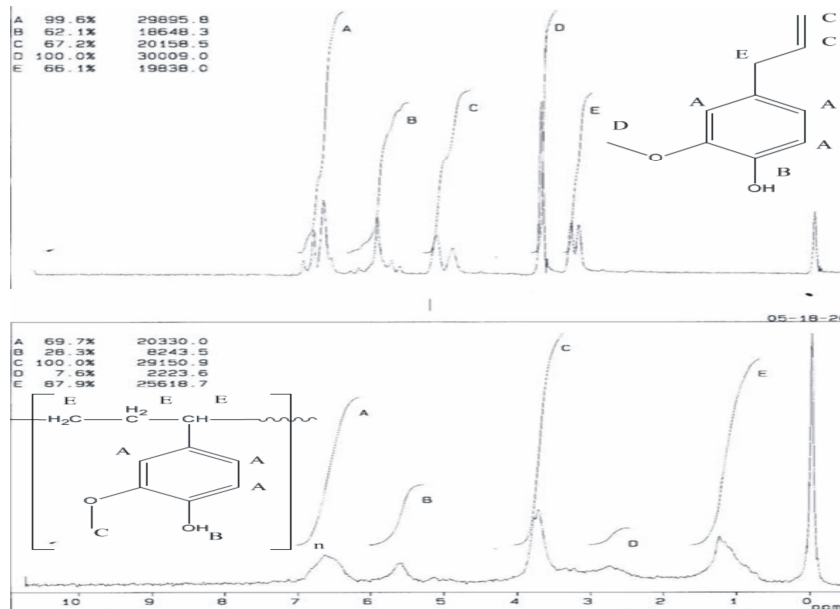 A 99.6% 29895.8
B 62.1% 18648.3
C 67.2% 20158.5
D 100.0% 30009.0
E 66.1% 19838.0
A
B
C
D
E
C
C
E
A
A
A
D
O
B
OH
05-18-20
A 69.7% 20330.0
B 28.3% 8243.5
C 100.0% 29150.9
D 7.6% 2223.6
E 87.9% 25618.7
E
E
E
H2C
H2
C
CH
A
A
A
O
C
OH
B
n
A
B
C
D
E
10 9 8 7 6 5 4 3 2 1 0